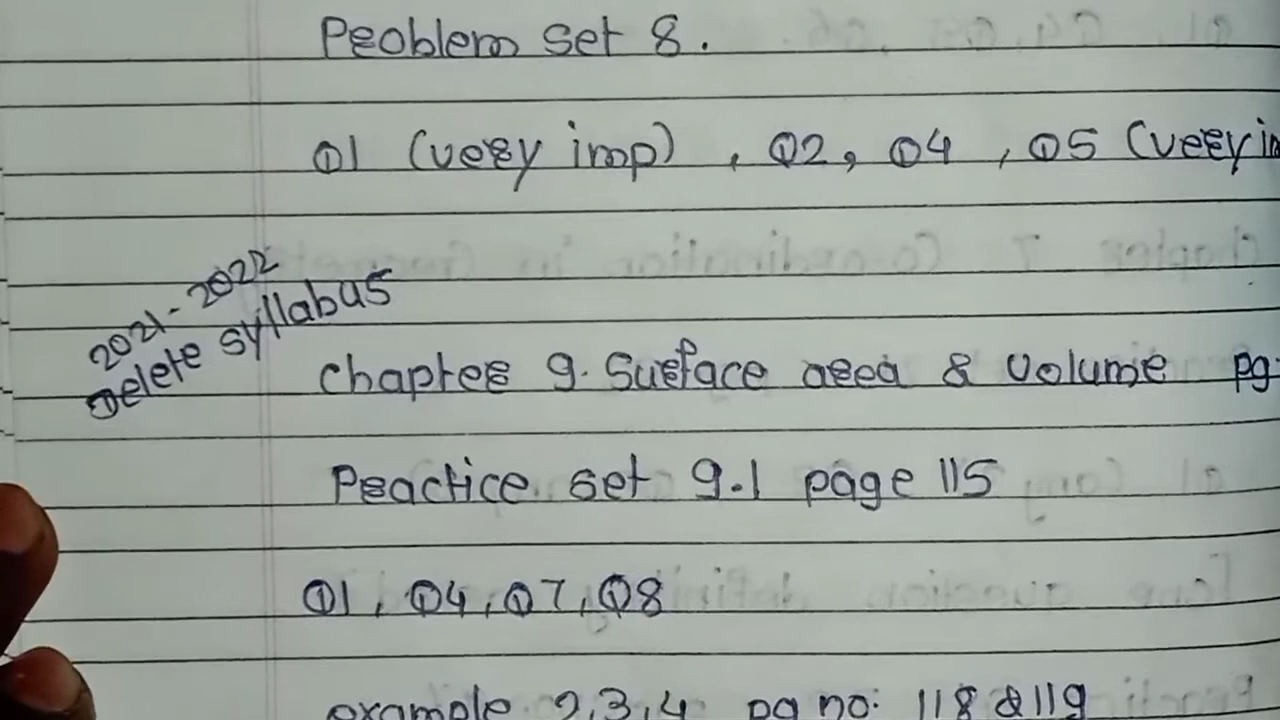 Problem set 8.
Q1 (very imp) , Q2, Q4 , Q5 (very
2021-2022
Delete syllabus
chapter 9. Surface area & volume pg.
Practice set 9.1 page 115
Q1, Q4, Q7, Q8
example 2,3,4 pg no: 118 & 119